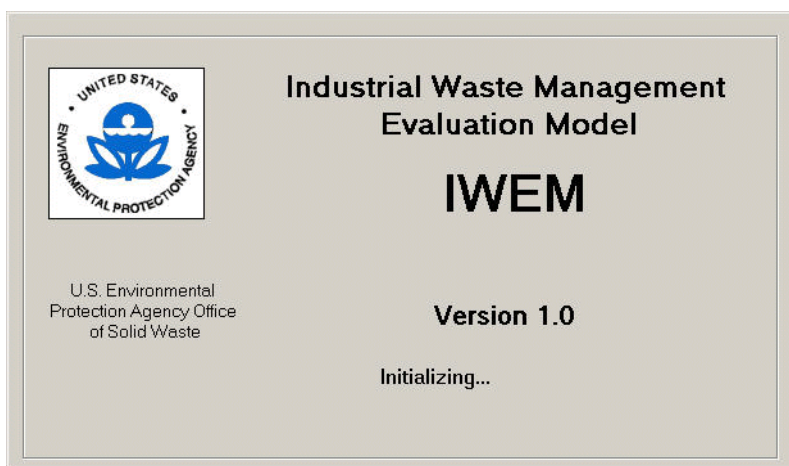 UNITED STATES
ENVIRONMENTAL PROTECTION AGENCY
Industrial Waste Management
Evaluation Model
IWEM
U.S. Environmental
Protection Agency Office
of Solid Waste
Version 1.0
Initializing...